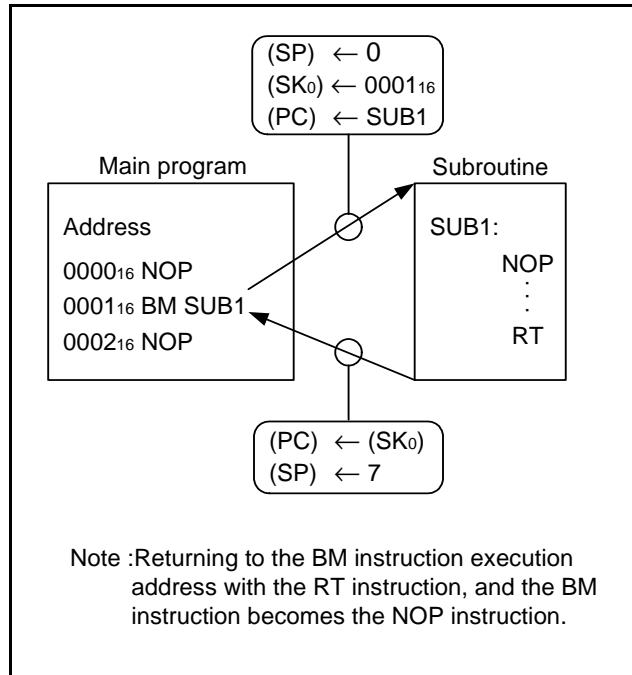 (SP) ← 0
(SK₀) ← 0001₁₆
(PC) ← SUB1
Main program
Subroutine
Address
0000₁₆ NOP
0001₁₆ BM SUB1
0002₁₆ NOP
SUB1:
NOP
⋮
RT
(PC) ← (SK₀)
(SP) ← 7
Note :Returning to the BM instruction execution
address with the RT instruction, and the BM
instruction becomes the NOP instruction.